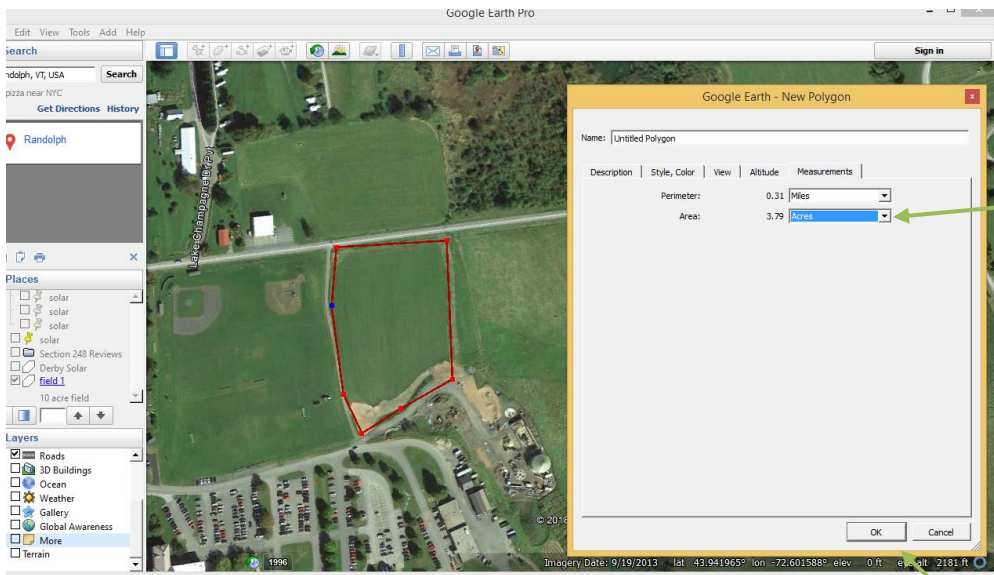 Google Earth Pro
Edit View Tools Add Help
Search
ndolph, VT, USA Search
pizza near NYC
Get Directions History
Randolph
Places
solar
solar
solar
solar
Section 248 Reviews
Derby Solar
field 1
10 acre field
Layers
Roads
3D Buildings
Ocean
Weather
Gallery
Global Awareness
More
Terrain
Sign in
Lake Champagne Dr Pvt
1996
© 2018
Google Earth - New Polygon
x
Name: Untitled Polygon
Description Style, Color View Altitude Measurements
Perimeter: 0.31 Miles
Area: 3.79 Acres
OK Cancel
Imagery Date: 9/19/2013 lat 43.941965° lon -72.601588° elev 0 ft alt 2181 ft